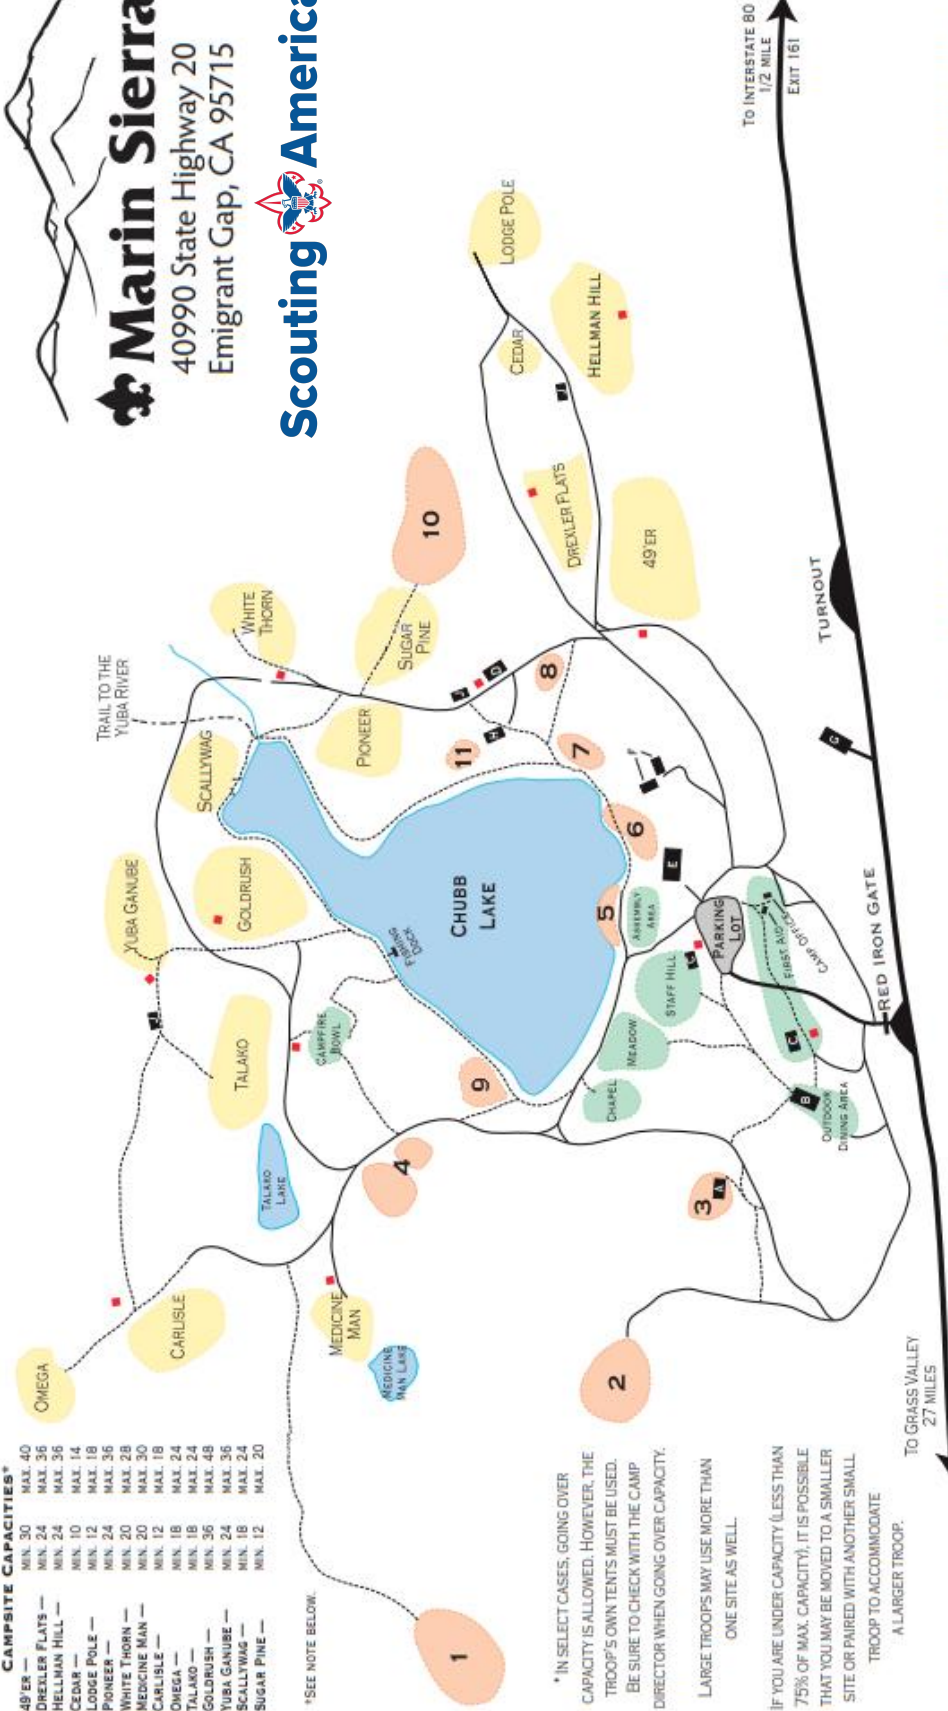 CAMPSITE CAPACITIES*
49'ER — MIN. 30 MAX. 40
DREXLER FLATS — MIN. 24 MAX. 36
HELLMAN HILL — MIN. 24 MAX. 36
CEDAR — MIN. 10 MAX. 14
LODGE POLE — MIN. 12 MAX. 18
PIONEER — MIN. 24 MAX. 36
WHITE THORN — MIN. 20 MAX. 28
MEDICINE MAN — MIN. 20 MAX. 30
CARLISLE — MIN. 12 MAX. 18
OMEGA — MIN. 18 MAX. 24
TALAKO — MIN. 18 MAX. 24
GOLDRUSH — MIN. 36 MAX. 48
YUBA GANUBE — MIN. 24 MAX. 36
SCALLYWAG — MIN. 18 MAX. 24
SUGAR PINE — MIN. 12 MAX. 20
*SEE NOTE BELOW.
Marin Sierra
40990 State Highway 20
Emigrant Gap, CA 95715
Scouting America
OMEGA
CARLISLE
YUBA GANUBE
TRAIL TO THE
YUBA RIVER
SCALLYWAG
GOLDRUSH
TALAKO
TALAKO
LAKE
WHITE
THORN
CAMPFIRE
BOWL
MEDICINE
MAN
MEDICINE
MAN LAKE
PIONEER
SUGAR
PINE
10
FISHING
DOCK
4
CHUBB
LAKE
11
H
9
1
LODGE POLE
CEDAR
HELLMAN HILL
DREXLER FLATS
49'ER
8
7
6
5
2
CHAPEL
MEADOW
STAFF HILL
ASSEMBLY
AREA
E
F
3
A
PARKING
LOT
FIRST AID
CAMP OFFICE
C
B
OUTDOOR
DINING AREA
G
TURNOUT
RED IRON GATE
TO INTERSTATE 80
1/2 MILE
EXIT 161
TO GRASS VALLEY
27 MILES
*IN SELECT CASES, GOING OVER
CAPACITY IS ALLOWED. HOWEVER, THE
TROOP'S OWN TENTS MUST BE USED.
BE SURE TO CHECK WITH THE CAMP
DIRECTOR WHEN GOING OVER CAPACITY.
LARGE TROOPS MAY USE MORE THAN
ONE SITE AS WELL.
IF YOU ARE UNDER CAPACITY (LESS THAN
75% OF MAX. CAPACITY), IT IS POSSIBLE
THAT YOU MAY BE MOVED TO A SMALLER
SITE OR PAIRED WITH ANOTHER SMALL
TROOP TO ACCOMMODATE
A LARGER TROOP.